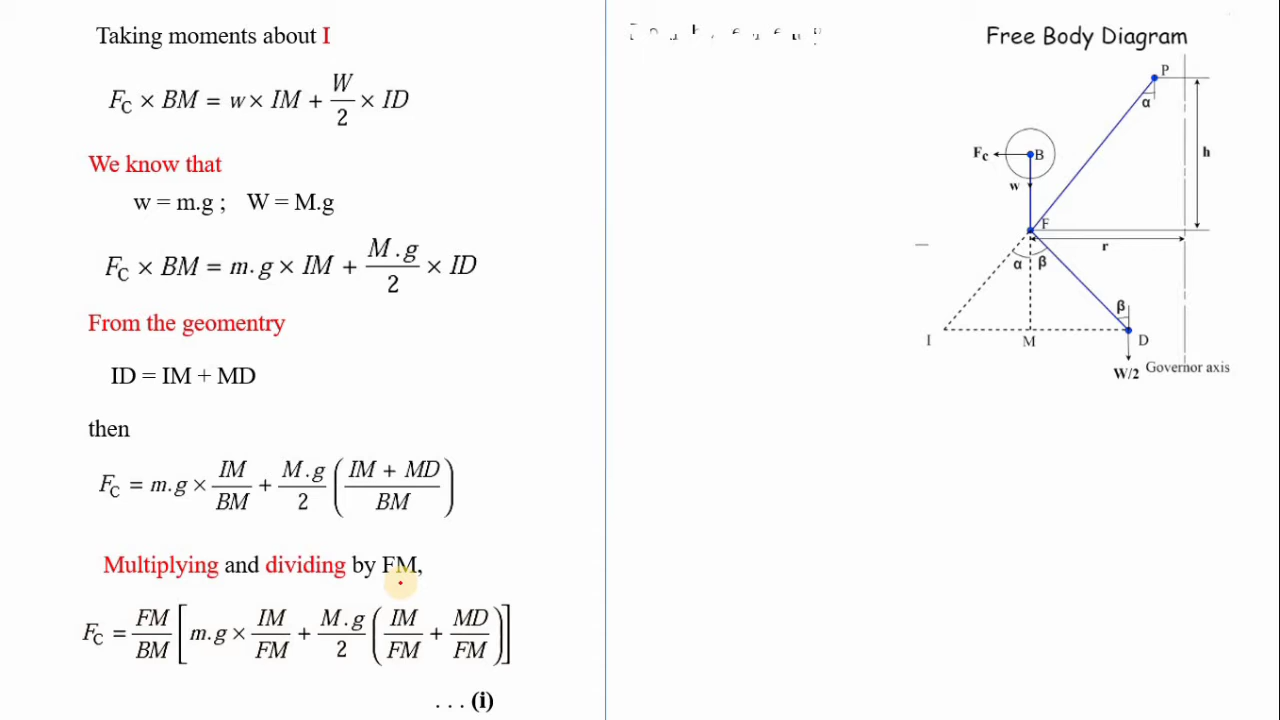 Taking moments about I
F_C × BM = w × IM + W/2 × ID
We know that
w = m.g ; W = M.g
F_C × BM = m.g × IM + M.g/2 × ID
From the geomentry
ID = IM + MD
then
F_C = m.g × IM/BM + M.g/2 ( (IM + MD)/BM )
Multiplying and dividing by FM,
F_C = FM/BM [ m.g × IM/FM + M.g/2 ( IM/FM + MD/FM ) ]
. . . (i)
Free Body Diagram
P
α
F_C
B
h
w
F
r
α β
β
I M D
W/2 Governor axis